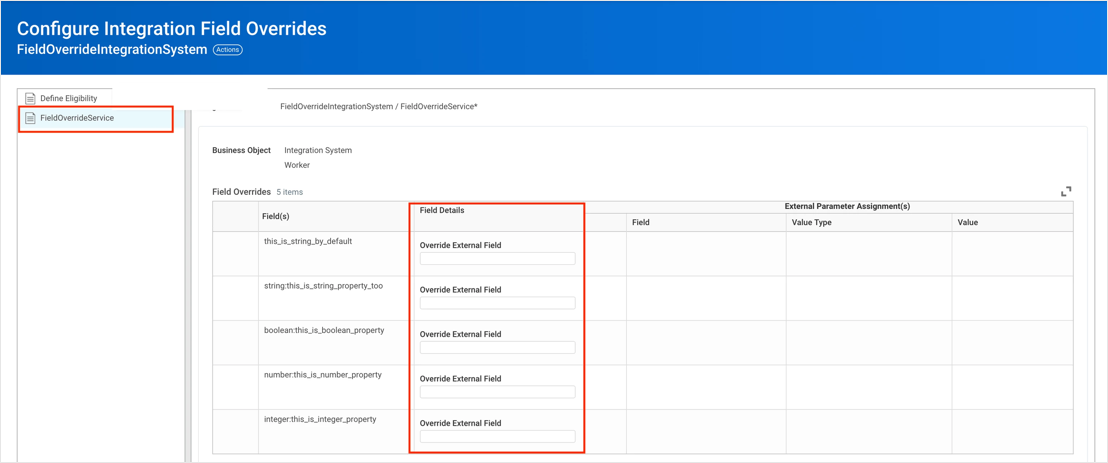 Configure Integration Field Overrides
FieldOverrideIntegrationSystem Actions
Define Eligibility
FieldOverrideService
FieldOverrideIntegrationSystem / FieldOverrideService*
Business Object Integration System
Worker
Field Overrides 5 items
Field(s) Field Details External Parameter Assignment(s)
Field Value Type Value
this_is_string_by_default
Override External Field
string:this_is_string_property_too
Override External Field
boolean:this_is_boolean_property
Override External Field
number:this_is_number_property
Override External Field
integer:this_is_integer_property
Override External Field